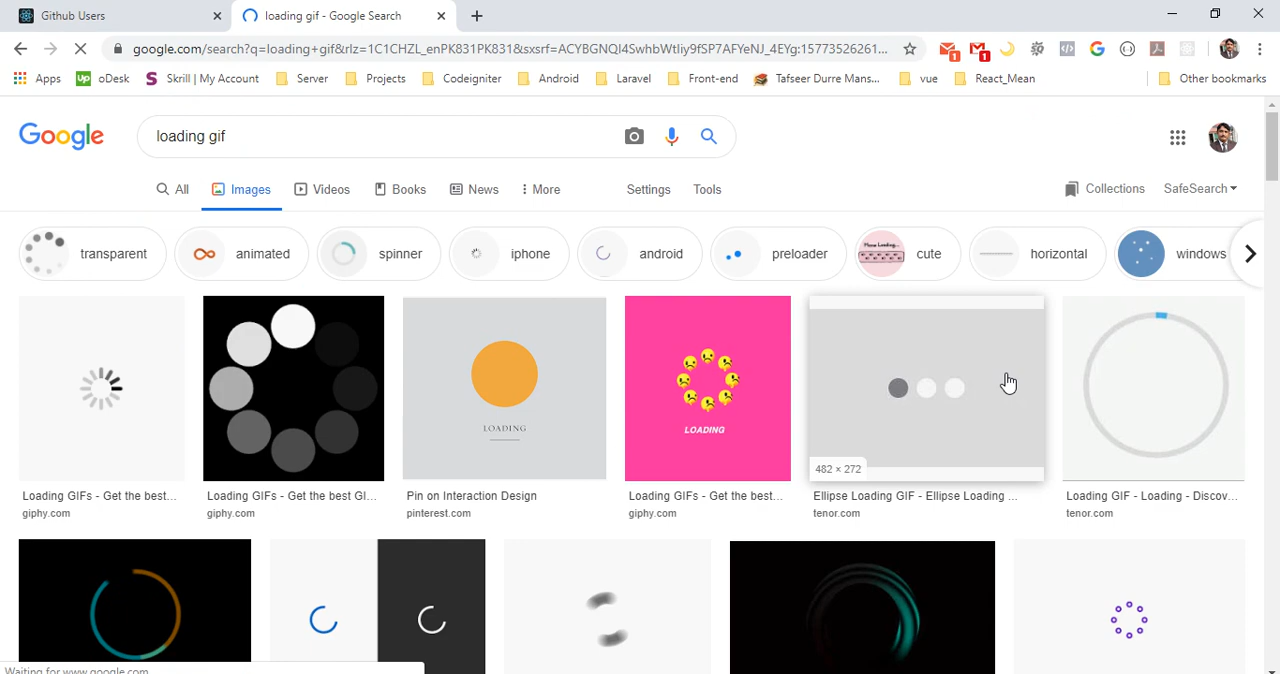 Github Users
loading gif - Google Search
google.com/search?q=loading+gif&rlz=1C1CHZL_enPK831PK831&sxsrf=ACYBGNQI4SwhbWtliy9fSP7AFYeNJ_4EYg:15773526261...
1
1
Apps
Up oDesk
S Skrill | My Account
Server
Projects
Codeigniter
Android
Laravel
Front-end
Tafseer Durre Mans...
vue
React_Mean
Other bookmarks
Google
loading gif
All
Images
Videos
Books
News
More
Settings
Tools
Collections
SafeSearch
transparent
animated
spinner
iphone
android
preloader
cute
horizontal
windows
LOADING
LOADING
482 × 272
Loading GIFs - Get the best...
giphy.com
Loading GIFs - Get the best GI...
giphy.com
Pin on Interaction Design
pinterest.com
Loading GIFs - Get the best...
giphy.com
Ellipse Loading GIF - Ellipse Loading ...
tenor.com
Loading GIF - Loading - Discov...
tenor.com
Waiting for www.google.com